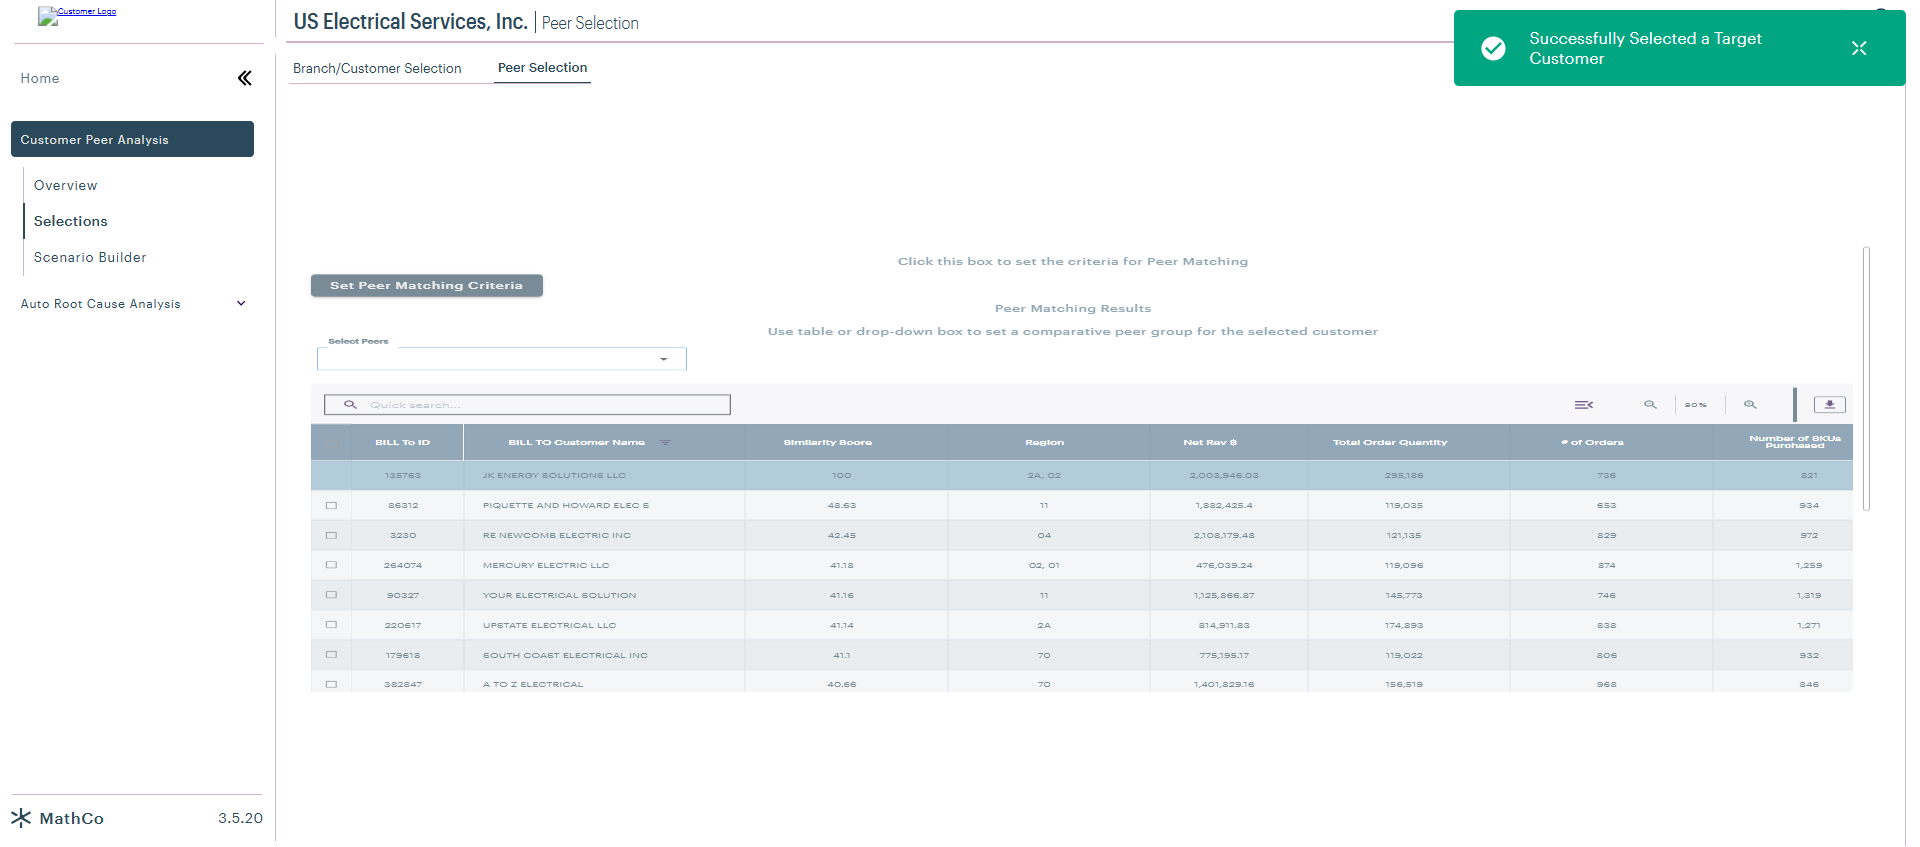 Customer Logo
US Electrical Services, Inc. | Peer Selection
Successfully Selected a Target
Customer
Home
Branch/Customer Selection
Peer Selection
Customer Peer Analysis
Overview
Selections
Scenario Builder
Auto Root Cause Analysis
Click this box to set the criteria for Peer Matching
Set Peer Matching Criteria
Peer Matching Results
Use table or drop-down box to set a comparative peer group for the selected customer
Select Peers
Quick search...
90%
BILL To ID BILL TO Customer Name Similarity Score Region Net Rev $ Total Order Quantity # of Orders Number of SKUs Purchased
135763 JK ENERGY SOLUTIONS LLC 100 2A, 02 2,003,946.03 295,186 736 821
86312 PIQUETTE AND HOWARD ELEC S 48.63 11 1,882,425.4 119,035 653 934
3230 RE NEWCOMB ELECTRIC INC 42.45 04 2,108,179.48 121,135 829 972
264074 MERCURY ELECTRIC LLC 41.18 02, 01 476,039.24 119,096 874 1,259
90327 YOUR ELECTRICAL SOLUTION 41.16 11 1,125,866.87 145,773 746 1,319
220617 UPSTATE ELECTRICAL LLC 41.14 2A 814,911.83 174,893 838 1,271
179618 SOUTH COAST ELECTRICAL INC 41.1 70 775,195.17 119,022 806 932
382847 A TO Z ELECTRICAL 40.66 70 1,401,829.16 156,519 968 846
MathCo
3.5.20